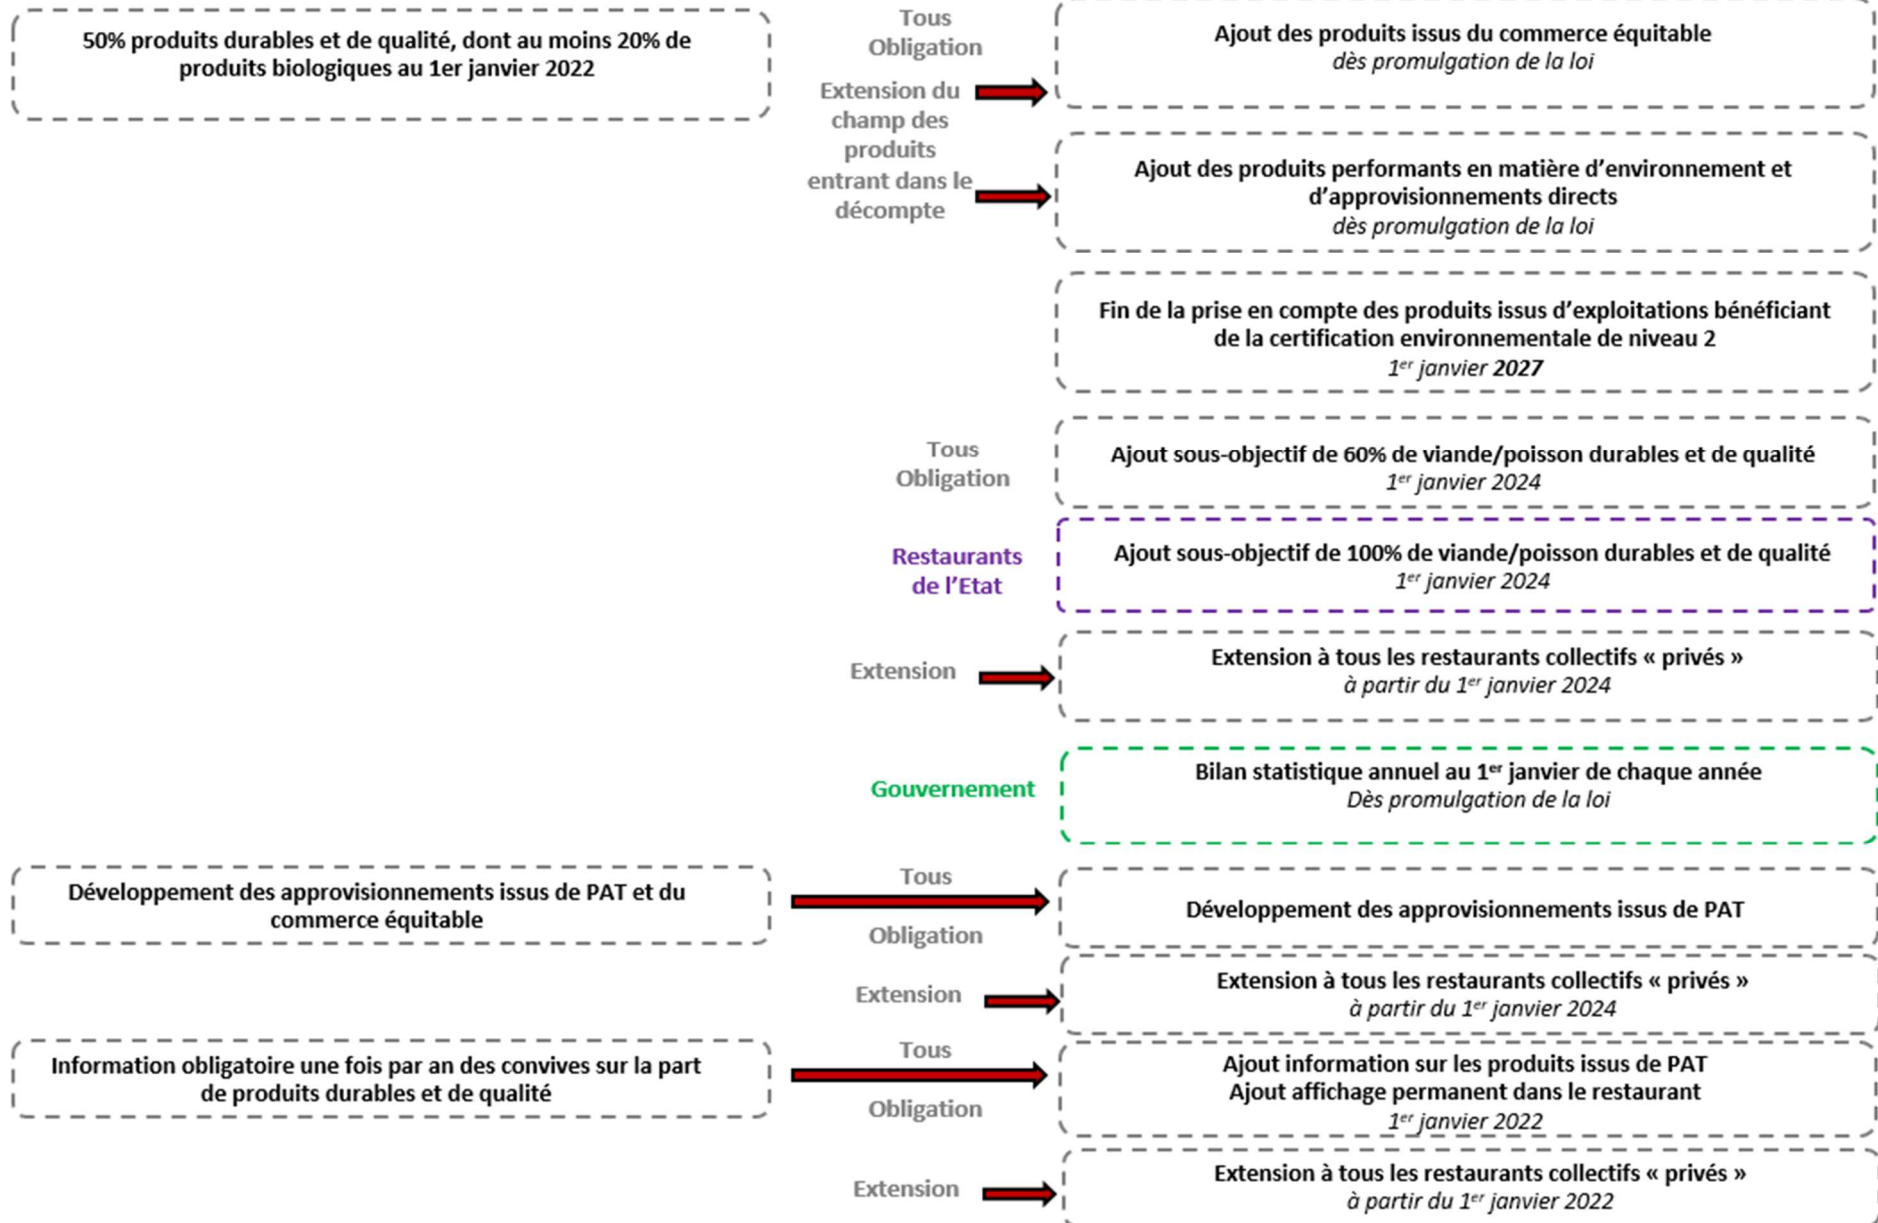 50% produits durables et de qualité, dont au moins 20% de
produits biologiques au 1er janvier 2022
Tous
Obligation
Extension du
champ des
produits
entrant dans le
décompte
Ajout des produits issus du commerce équitable
dès promulgation de la loi
Ajout des produits performants en matière d’environnement et
d’approvisionnements directs
dès promulgation de la loi
Fin de la prise en compte des produits issus d’exploitations bénéficiant
de la certification environnementale de niveau 2
1er janvier 2027
Tous
Obligation
Ajout sous-objectif de 60% de viande/poisson durables et de qualité
1er janvier 2024
Restaurants
de l’Etat
Ajout sous-objectif de 100% de viande/poisson durables et de qualité
1er janvier 2024
Extension
Extension à tous les restaurants collectifs « privés »
à partir du 1er janvier 2024
Gouvernement
Bilan statistique annuel au 1er janvier de chaque année
Dès promulgation de la loi
Développement des approvisionnements issus de PAT et du
commerce équitable
Tous
Obligation
Développement des approvisionnements issus de PAT
Extension
Extension à tous les restaurants collectifs « privés »
à partir du 1er janvier 2024
Information obligatoire une fois par an des convives sur la part
de produits durables et de qualité
Tous
Obligation
Ajout information sur les produits issus de PAT
Ajout affichage permanent dans le restaurant
1er janvier 2022
Extension
Extension à tous les restaurants collectifs « privés »
à partir du 1er janvier 2022